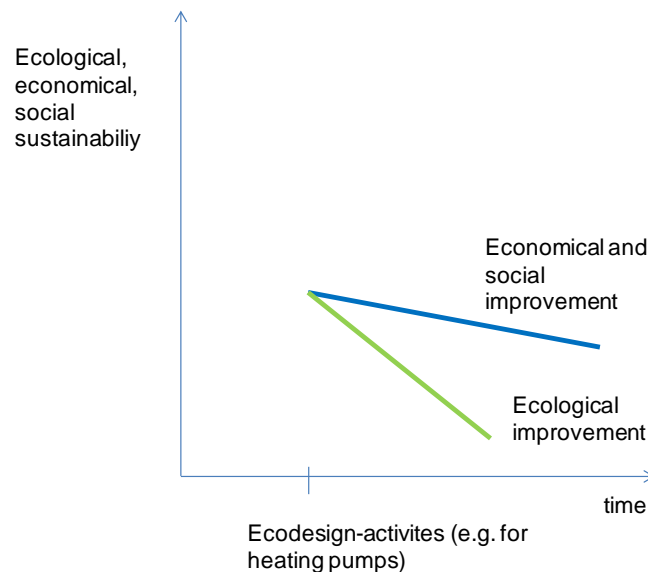 Ecological,
economical,
social
sustainabiliy
Economical and
social
improvement
Ecological
improvement
time
Ecodesign-activites (e.g. for
heating pumps)